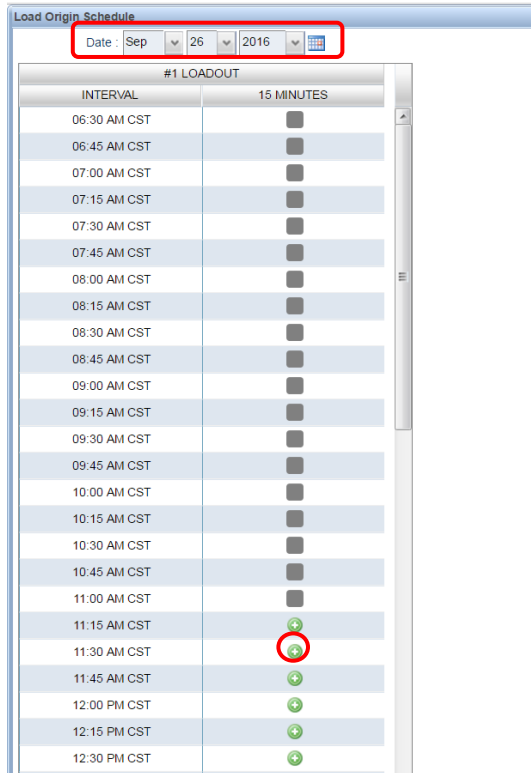 Load Origin Schedule
Date : Sep 26 2016
#1 LOADOUT
INTERVAL 15 MINUTES
06:30 AM CST
06:45 AM CST
07:00 AM CST
07:15 AM CST
07:30 AM CST
07:45 AM CST
08:00 AM CST
08:15 AM CST
08:30 AM CST
08:45 AM CST
09:00 AM CST
09:15 AM CST
09:30 AM CST
09:45 AM CST
10:00 AM CST
10:15 AM CST
10:30 AM CST
10:45 AM CST
11:00 AM CST
11:15 AM CST
11:30 AM CST
11:45 AM CST
12:00 PM CST
12:15 PM CST
12:30 PM CST